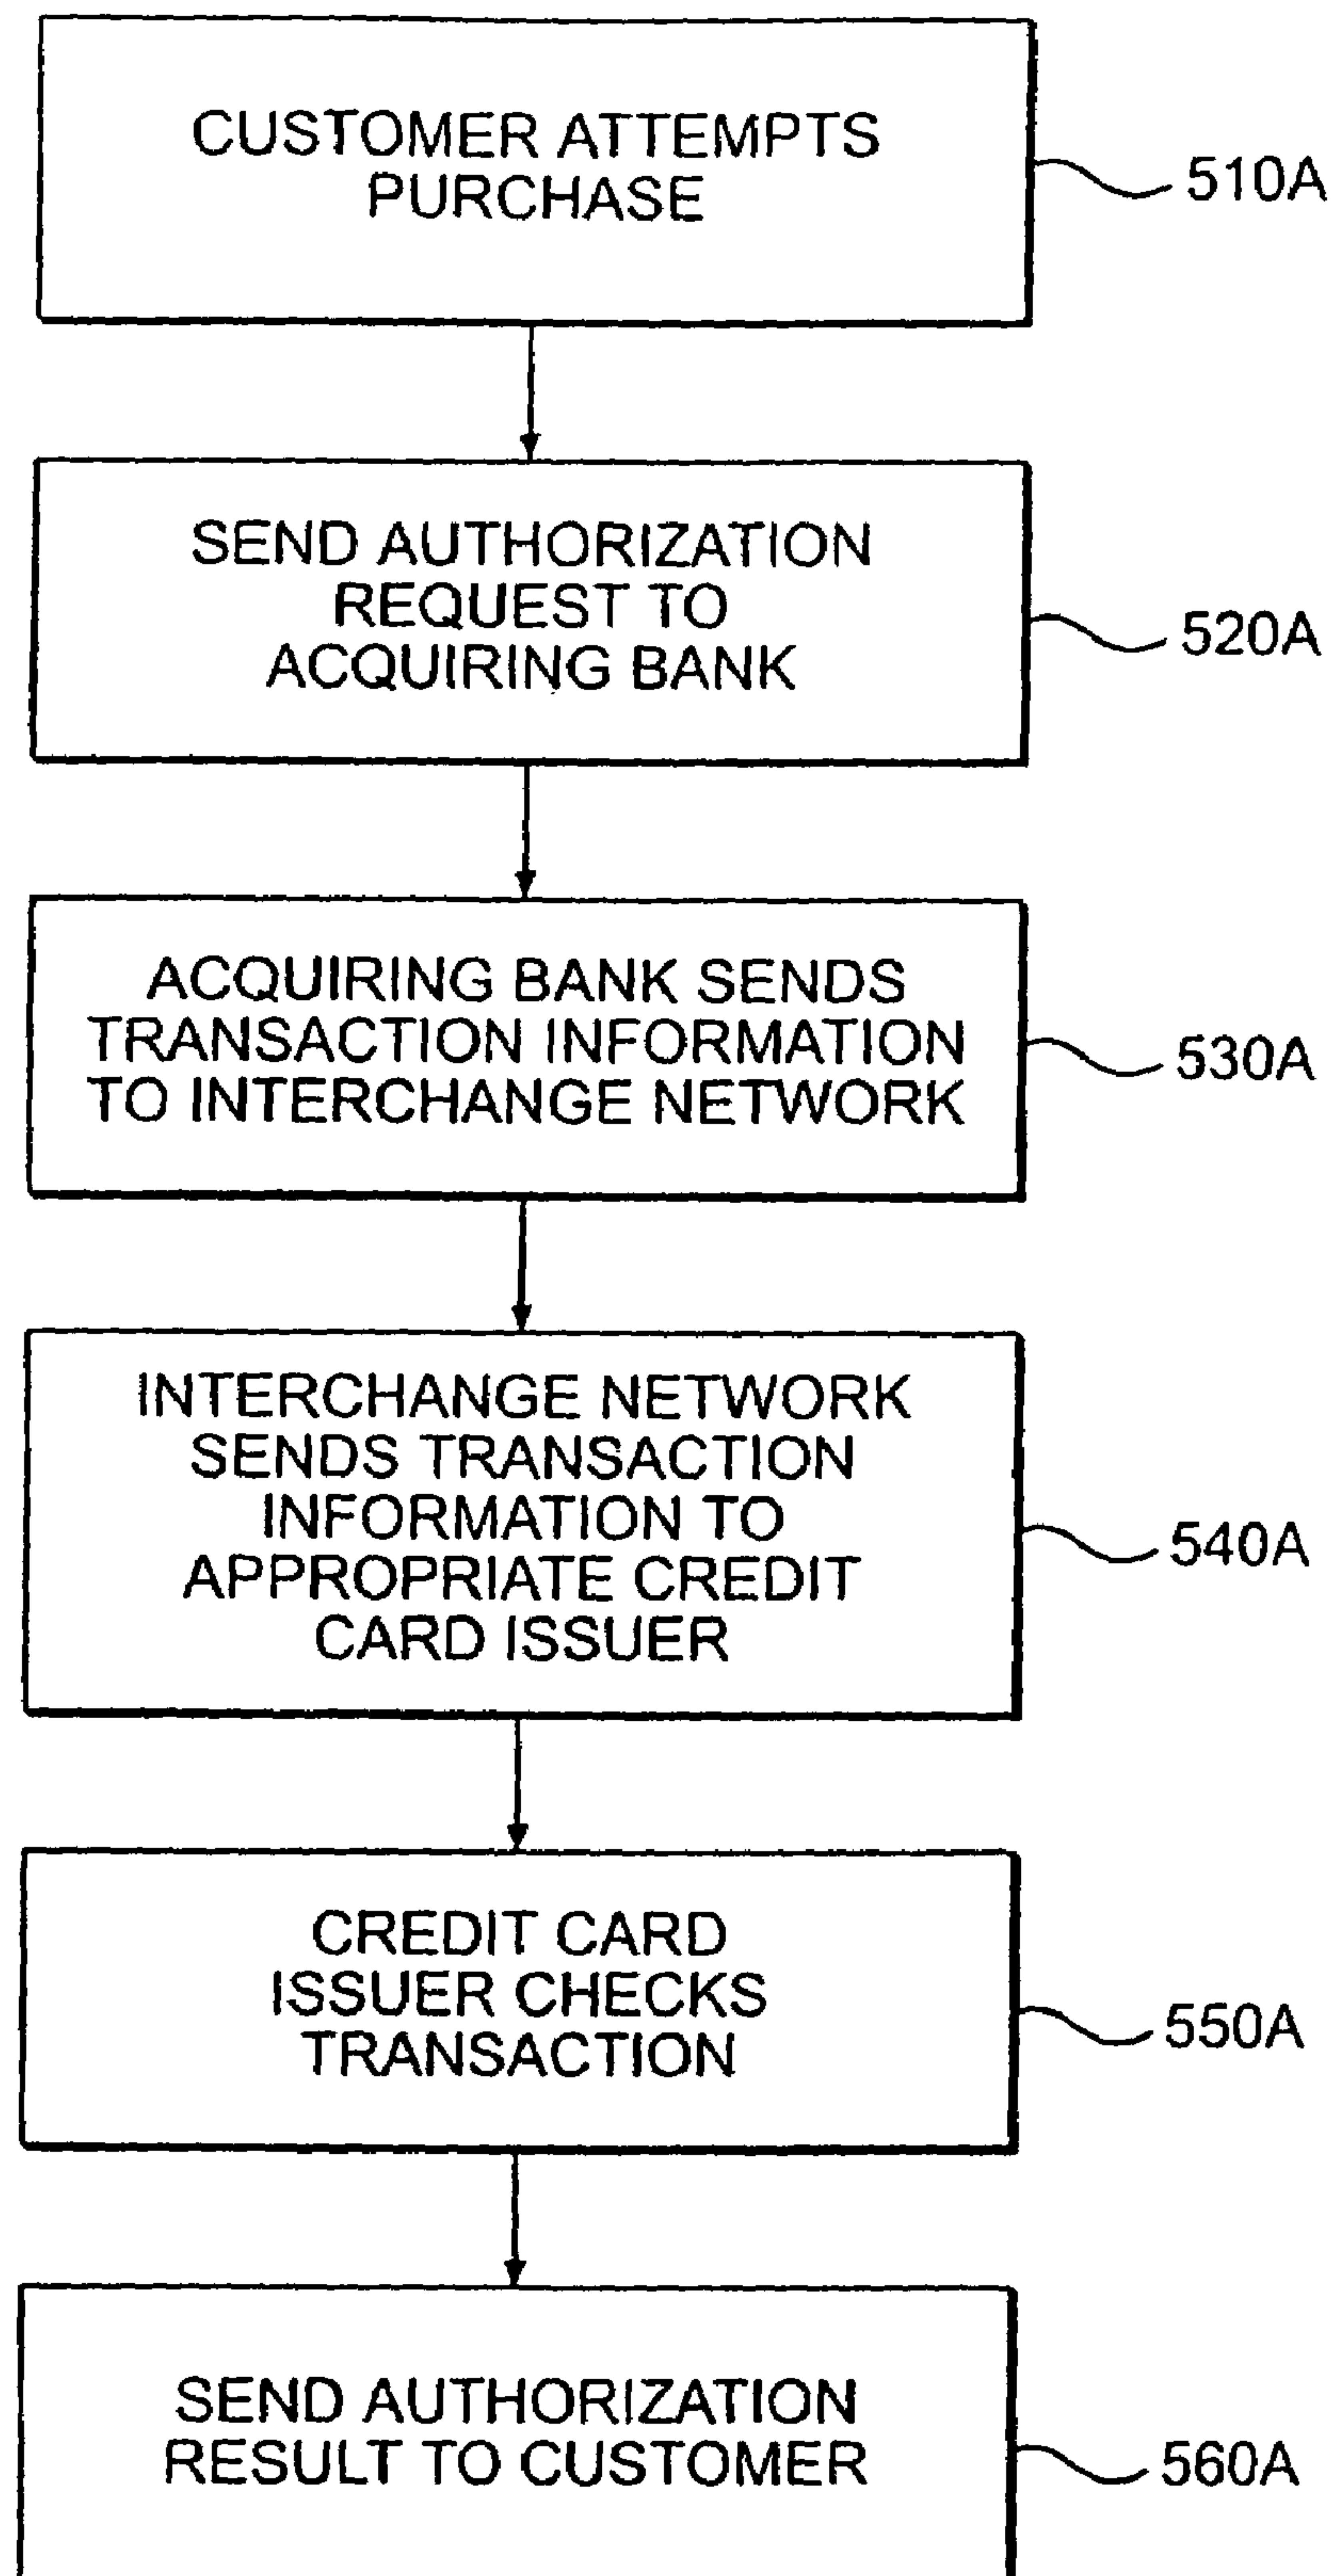 CUSTOMER ATTEMPTS
PURCHASE
510A
SEND AUTHORIZATION
REQUEST TO
ACQUIRING BANK
520A
ACQUIRING BANK SENDS
TRANSACTION INFORMATION
TO INTERCHANGE NETWORK
530A
INTERCHANGE NETWORK
SENDS TRANSACTION
INFORMATION TO
APPROPRIATE CREDIT
CARD ISSUER
540A
CREDIT CARD
ISSUER CHECKS
TRANSACTION
550A
SEND AUTHORIZATION
RESULT TO CUSTOMER
560A